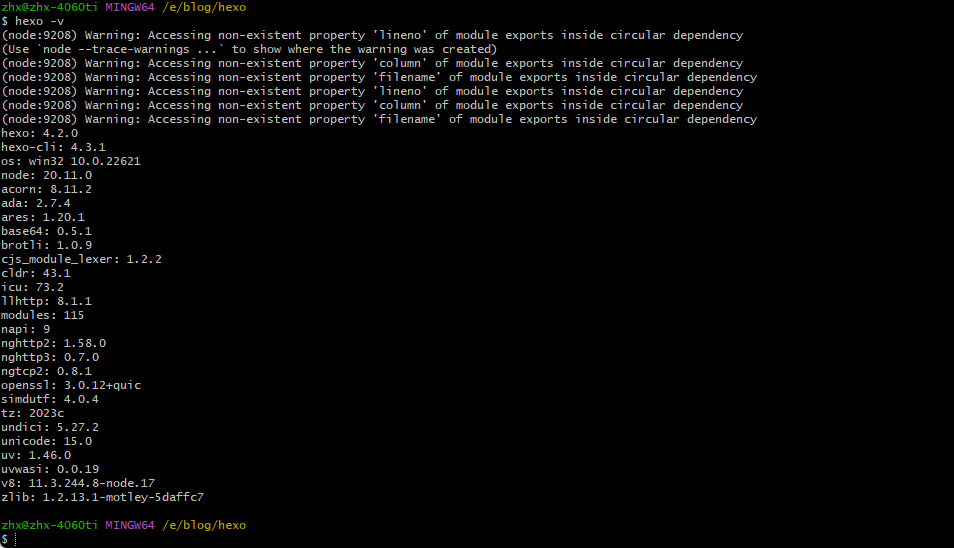 zhx@zhx-4060ti MINGW64 /e/blog/hexo
$ hexo -v
(node:9208) Warning: Accessing non-existent property 'lineno' of module exports inside circular dependency
(Use `node --trace-warnings ...` to show where the warning was created)
(node:9208) Warning: Accessing non-existent property 'column' of module exports inside circular dependency
(node:9208) Warning: Accessing non-existent property 'filename' of module exports inside circular dependency
(node:9208) Warning: Accessing non-existent property 'lineno' of module exports inside circular dependency
(node:9208) Warning: Accessing non-existent property 'column' of module exports inside circular dependency
(node:9208) Warning: Accessing non-existent property 'filename' of module exports inside circular dependency
hexo: 4.2.0
hexo-cli: 4.3.1
os: win32 10.0.22621
node: 20.11.0
acorn: 8.11.2
ada: 2.7.4
ares: 1.20.1
base64: 0.5.1
brotli: 1.0.9
cjs_module_lexer: 1.2.2
cldr: 43.1
icu: 73.2
llhttp: 8.1.1
modules: 115
napi: 9
nghttp2: 1.58.0
nghttp3: 0.7.0
ngtcp2: 0.8.1
openssl: 3.0.12+quic
simdutf: 4.0.4
tz: 2023c
undici: 5.27.2
unicode: 15.0
uv: 1.46.0
uvwasi: 0.0.19
v8: 11.3.244.8-node.17
zlib: 1.2.13.1-motley-5daffc7
zhx@zhx-4060ti MINGW64 /e/blog/hexo
$